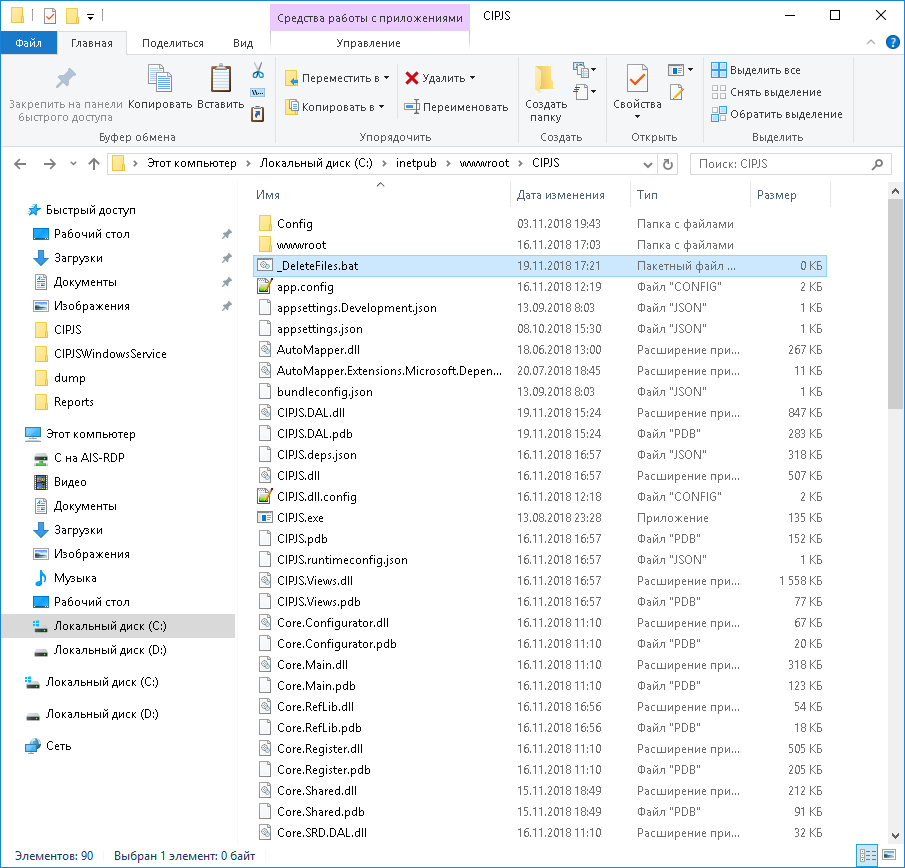 Средства работы с приложениями CIPJS
Файл Главная Поделиться Вид Управление
Закрепить на панели быстрого доступа
Копировать
Вставить
Буфер обмена
Переместить в
Копировать в
Удалить
Переименовать
Упорядочить
Создать папку
Создать
Свойства
Открыть
Выделить все
Снять выделение
Обратить выделение
Выделить
Этот компьютер > Локальный диск (C:) > inetpub > wwwroot > CIPJS
Поиск: CIPJS
Быстрый доступ
Рабочий стол
Загрузки
Документы
Изображения
CIPJS
CIPJSWindowsService
dump
Reports
Этот компьютер
C на AIS-RDP
Видео
Документы
Загрузки
Изображения
Музыка
Рабочий стол
Локальный диск (C:)
Локальный диск (D:)
Локальный диск (C:)
Локальный диск (D:)
Сеть
Имя Дата изменения Тип Размер
Config 03.11.2018 19:43 Папка с файлами
wwwroot 16.11.2018 17:03 Папка с файлами
_DeleteFiles.bat 19.11.2018 17:21 Пакетный файл ... 0 КБ
app.config 16.11.2018 12:19 Файл "CONFIG" 2 КБ
appsettings.Development.json 13.09.2018 8:03 Файл "JSON" 1 КБ
appsettings.json 08.10.2018 15:30 Файл "JSON" 1 КБ
AutoMapper.dll 18.06.2018 13:00 Расширение при... 267 КБ
AutoMapper.Extensions.Microsoft.Depen... 20.07.2018 18:45 Расширение при... 11 КБ
bundleconfig.json 13.09.2018 8:03 Файл "JSON" 1 КБ
CIPJS.DAL.dll 19.11.2018 15:24 Расширение при... 847 КБ
CIPJS.DAL.pdb 19.11.2018 15:24 Файл "PDB" 283 КБ
CIPJS.deps.json 16.11.2018 16:57 Файл "JSON" 318 КБ
CIPJS.dll 16.11.2018 16:57 Расширение при... 507 КБ
CIPJS.dll.config 16.11.2018 12:18 Файл "CONFIG" 2 КБ
CIPJS.exe 13.08.2018 23:28 Приложение 135 КБ
CIPJS.pdb 16.11.2018 16:57 Файл "PDB" 152 КБ
CIPJS.runtimeconfig.json 16.11.2018 16:57 Файл "JSON" 1 КБ
CIPJS.Views.dll 16.11.2018 16:57 Расширение при... 1 558 КБ
CIPJS.Views.pdb 16.11.2018 16:57 Файл "PDB" 77 КБ
Core.Configurator.dll 16.11.2018 11:10 Расширение при... 67 КБ
Core.Configurator.pdb 16.11.2018 11:10 Файл "PDB" 20 КБ
Core.Main.dll 16.11.2018 11:10 Расширение при... 318 КБ
Core.Main.pdb 16.11.2018 11:10 Файл "PDB" 123 КБ
Core.RefLib.dll 16.11.2018 16:56 Расширение при... 54 КБ
Core.RefLib.pdb 16.11.2018 16:56 Файл "PDB" 18 КБ
Core.Register.dll 16.11.2018 11:10 Расширение при... 505 КБ
Core.Register.pdb 16.11.2018 11:10 Файл "PDB" 205 КБ
Core.Shared.dll 15.11.2018 18:49 Расширение при... 212 КБ
Core.Shared.pdb 15.11.2018 18:49 Файл "PDB" 91 КБ
Core.SRD.DAL.dll 16.11.2018 11:10 Расширение при... 32 КБ
Элементов: 90 Выбран 1 элемент: 0 байт